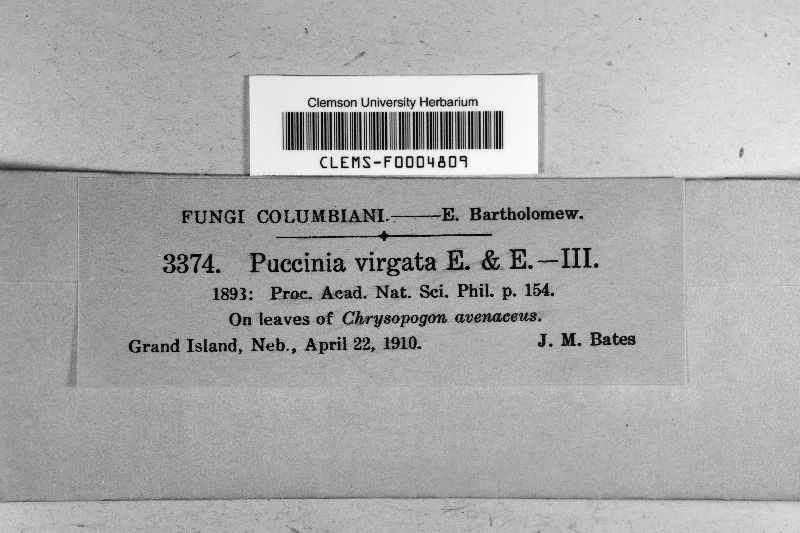 Clemson University Herbarium
CLEMS-F0004809
FUNGI COLUMBIANI.——E. Bartholomew.
3374. Puccinia virgata E. & E.—III.
1893: Proc. Acad. Nat. Sci. Phil. p. 154.
On leaves of Chrysopogon avenaceus.
Grand Island, Neb., April 22, 1910. J. M. Bates